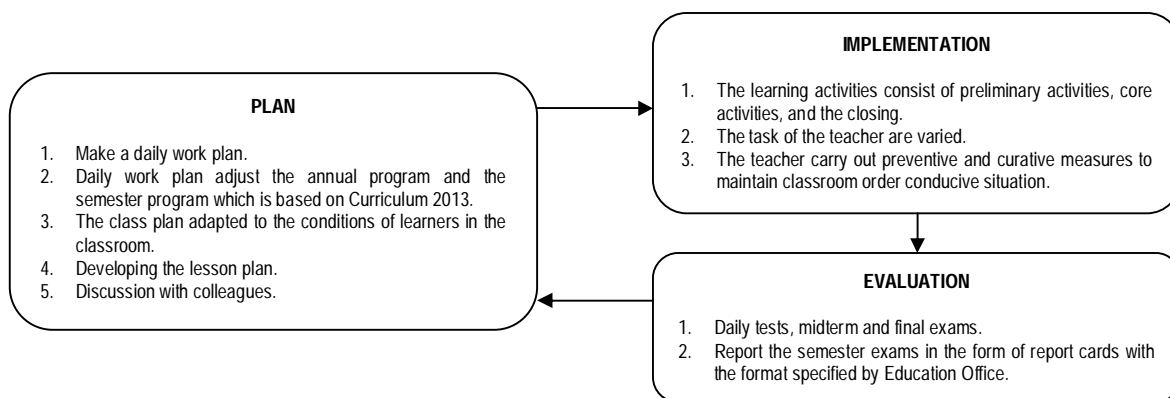 PLAN
1. Make a daily work plan.
2. Daily work plan adjust the annual program and the
semester program which is based on Curriculum 2013.
3. The class plan adapted to the conditions of learners in the
classroom.
4. Developing the lesson plan.
5. Discussion with colleagues.
IMPLEMENTATION
1. The learning activities consist of preliminary activities, core
activities, and the closing.
2. The task of the teacher are varied.
3. The teacher carry out preventive and curative measures to
maintain classroom order conducive situation.
EVALUATION
1. Daily tests, midterm and final exams.
2. Report the semester exams in the form of report cards with
the format specified by Education Office.